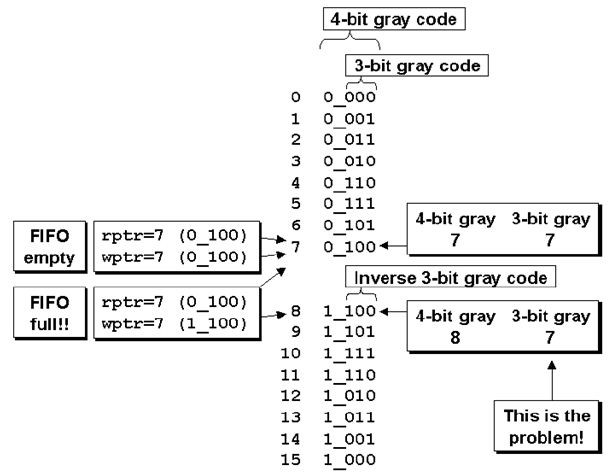 4-bit gray code
3-bit gray code
0 0_000
1 0_001
2 0_011
3 0_010
4 0_110
5 0_111
6 0_101
7 0_100
FIFO
empty
rptr=7 (0_100)
wptr=7 (0_100)
4-bit gray 3-bit gray
7 7
FIFO
full!!
rptr=7 (0_100)
wptr=7 (1_100)
Inverse 3-bit gray code
8 1_100
9 1_101
10 1_111
11 1_110
12 1_010
13 1_011
14 1_001
15 1_000
4-bit gray 3-bit gray
8 7
This is the
problem!